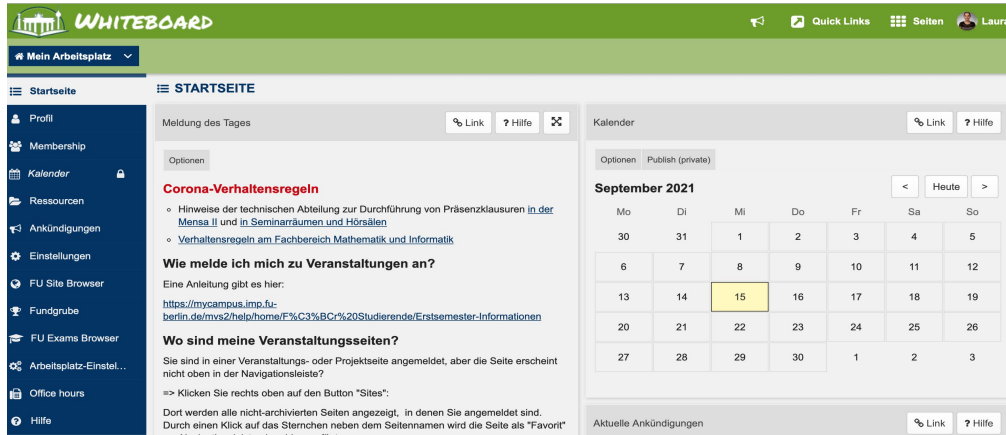 WHITEBOARD
Quick Links
Seiten
Laura
Mein Arbeitsplatz
Startseite
Profil
Membership
Kalender
Ressourcen
Ankündigungen
Einstellungen
FU Site Browser
Fundgrube
FU Exams Browser
Arbeitsplatz-Einstel...
Office hours
Hilfe
STARTSEITE
Meldung des Tages
Link
? Hilfe
Optionen
Corona-Verhaltensregeln
Hinweise der technischen Abteilung zur Durchführung von Präsenzklausuren in der
Mensa II und in Seminarräumen und Hörsälen
Verhaltensregeln am Fachbereich Mathematik und Informatik
Wie melde ich mich zu Veranstaltungen an?
Eine Anleitung gibt es hier:
https://mycampus.imp.fu-
berlin.de/mvs2/help/home/F%C3%BCr%20Studierende/Erstsemester-Informationen
Wo sind meine Veranstaltungsseiten?
Sie sind in einer Veranstaltungs- oder Projektseite angemeldet, aber die Seite erscheint
nicht oben in der Navigationsleiste?
=> Klicken Sie rechts oben auf den Button "Sites":
Dort werden alle nicht-archivierten Seiten angezeigt, in denen Sie angemeldet sind.
Durch einen Klick auf das Sternchen neben dem Seitennamen wird die Seite als "Favorit"
Kalender
Link
? Hilfe
Optionen Publish (private)
September 2021
< Heute >
Mo Di Mi Do Fr Sa So
30 31 1 2 3 4 5
6 7 8 9 10 11 12
13 14 15 16 17 18 19
20 21 22 23 24 25 26
27 28 29 30 1 2 3
Aktuelle Ankündigungen
Link
? Hilfe